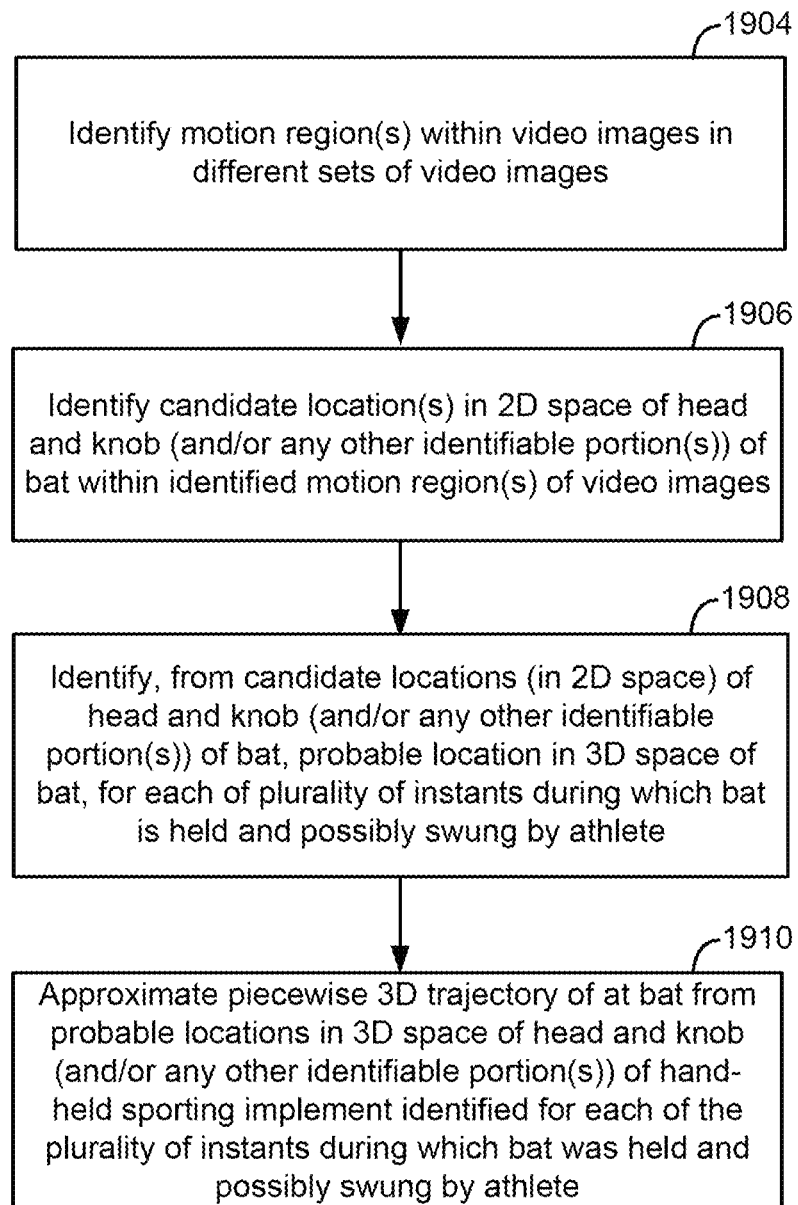 1904
Identify motion region(s) within video images in
different sets of video images
1906
Identify candidate location(s) in 2D space of head
and knob (and/or any other identifiable portion(s)) of
bat within identified motion region(s) of video images
1908
Identify, from candidate locations (in 2D space) of
head and knob (and/or any other identifiable
portion(s)) of bat, probable location in 3D space of
bat, for each of plurality of instants during which bat
is held and possibly swung by athlete
1910
Approximate piecewise 3D trajectory of at bat from
probable locations in 3D space of head and knob
(and/or any other identifiable portion(s)) of hand-
held sporting implement identified for each of the
plurality of instants during which bat was held and
possibly swung by athlete